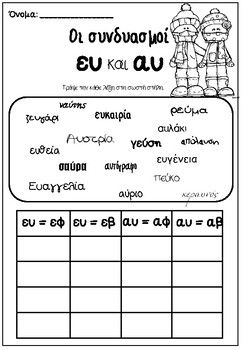 Όνομα: ____________________
Οι συνδυασμοί
ευ και αυ
Γράψε την κάθε λέξη στη σωστή στήλη.
ναύτης ευκαιρία ρεύμα
ζευγάρι αυλάκι
Αυστρία γεύση απόλαυση
ευθεία ευγένεια
σαύρα αυτόγραφο
πεύκο
Ευαγγελία αύριο
κεραυνός
ευ = εφ ευ = εβ αυ = αφ αυ = αβ